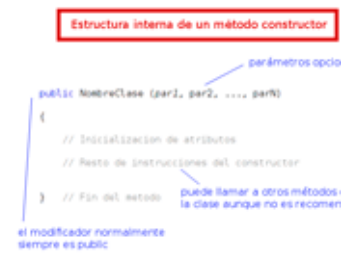 Estructura interna de un método constructor
parámetros opcio
public NombreClase (par1, par2, ..., parN)
{
// Inicializacion de atributos
// Resto de instrucciones del constructor
} // Fin del metodo
puede llamar a otros métodos
la clase aunque no es recomen
el modificador normalmente
siempre es public